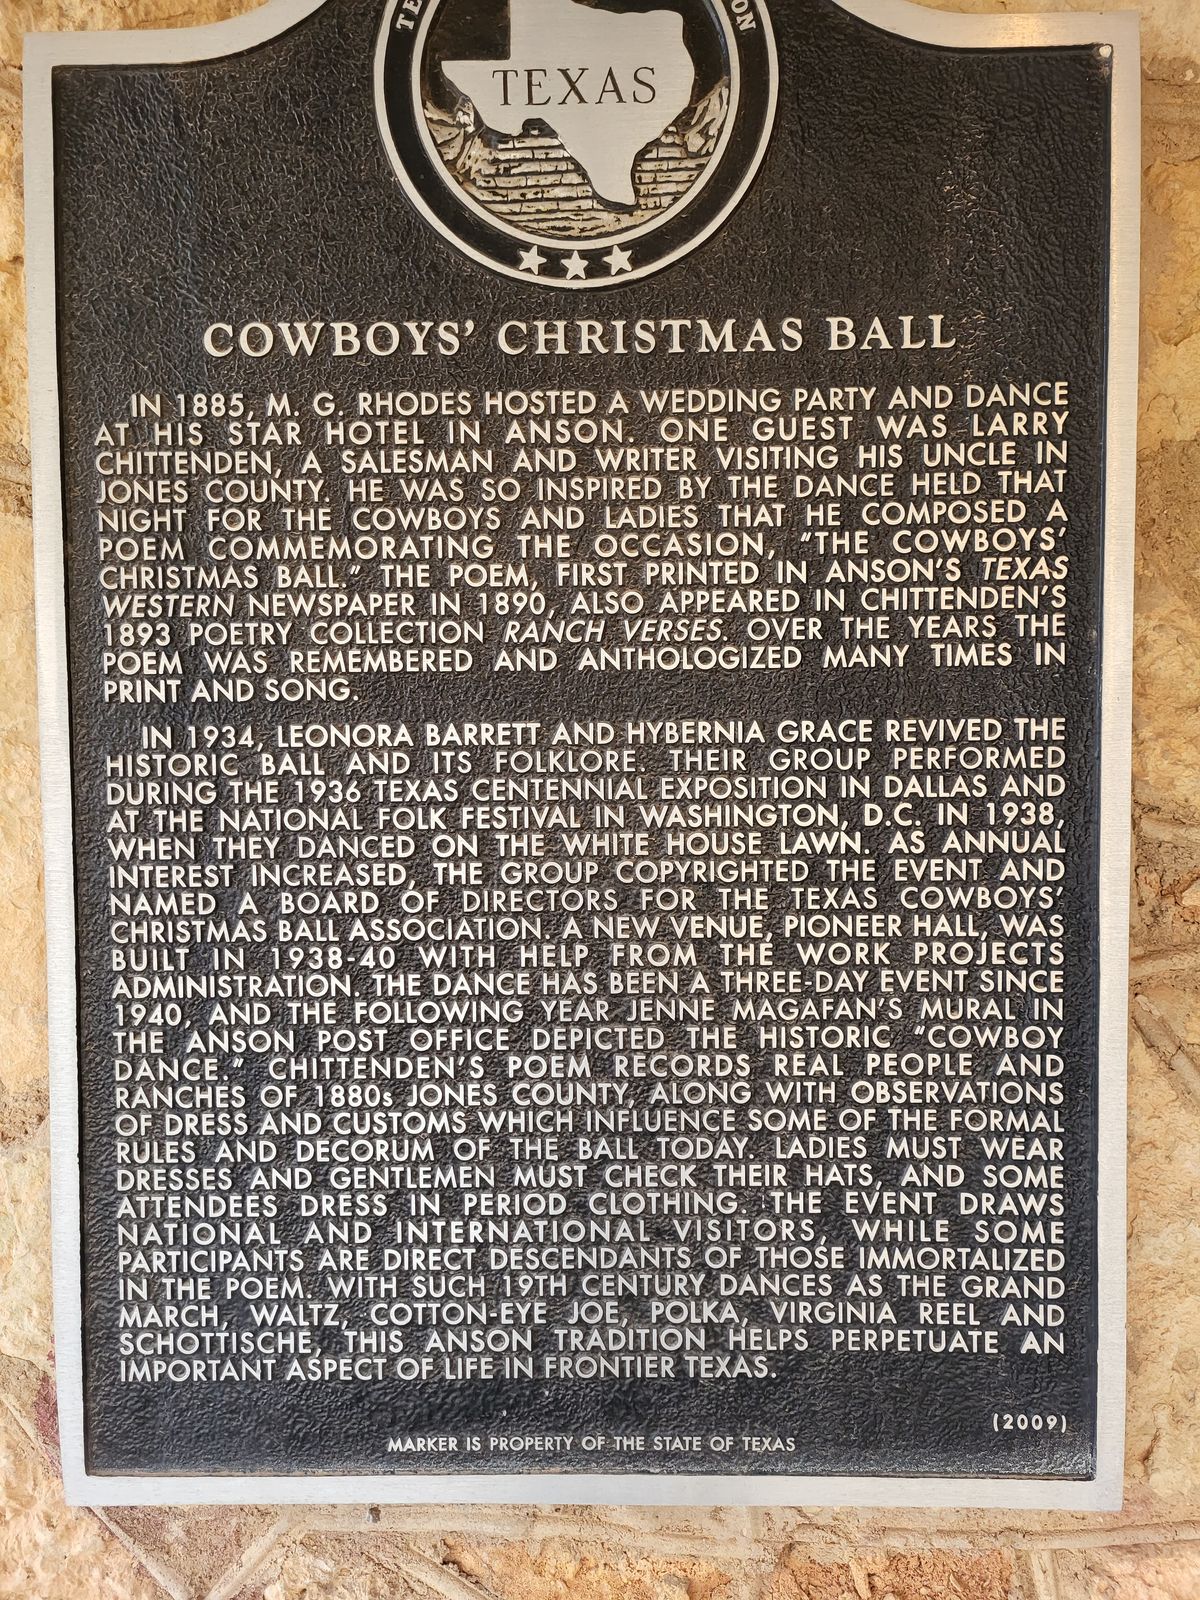 TE
ON
TEXAS
COWBOYS' CHRISTMAS BALL
IN 1885, M. G. RHODES HOSTED A WEDDING PARTY AND DANCE
AT HIS STAR HOTEL IN ANSON. ONE GUEST WAS LARRY
CHITTENDEN, A SALESMAN AND WRITER VISITING HIS UNCLE IN
JONES COUNTY. HE WAS SO INSPIRED BY THE DANCE HELD THAT
NIGHT FOR THE COWBOYS AND LADIES THAT HE COMPOSED A
POEM COMMEMORATING THE OCCASION, "THE COWBOYS'
CHRISTMAS BALL." THE POEM, FIRST PRINTED IN ANSON'S TEXAS
WESTERN NEWSPAPER IN 1890, ALSO APPEARED IN CHITTENDEN'S
1893 POETRY COLLECTION RANCH VERSES. OVER THE YEARS THE
POEM WAS REMEMBERED AND ANTHOLOGIZED MANY TIMES IN
PRINT AND SONG.
IN 1934, LEONORA BARRETT AND HYBERNIA GRACE REVIVED THE
HISTORIC BALL AND ITS FOLKLORE. THEIR GROUP PERFORMED
DURING THE 1936 TEXAS CENTENNIAL EXPOSITION IN DALLAS AND
AT THE NATIONAL FOLK FESTIVAL IN WASHINGTON, D.C. IN 1938,
WHEN THEY DANCED ON THE WHITE HOUSE LAWN. AS ANNUAL
INTEREST INCREASED, THE GROUP COPYRIGHTED THE EVENT AND
NAMED A BOARD OF DIRECTORS FOR THE TEXAS COWBOYS'
CHRISTMAS BALL ASSOCIATION. A NEW VENUE, PIONEER HALL, WAS
BUILT IN 1938-40 WITH HELP FROM THE WORK PROJECTS
ADMINISTRATION. THE DANCE HAS BEEN A THREE-DAY EVENT SINCE
1940, AND THE FOLLOWING YEAR JENNE MAGAFAN'S MURAL IN
THE ANSON POST OFFICE DEPICTED THE HISTORIC "COWBOY
DANCE." CHITTENDEN'S POEM RECORDS REAL PEOPLE AND
RANCHES OF 1880s JONES COUNTY, ALONG WITH OBSERVATIONS
OF DRESS AND CUSTOMS WHICH INFLUENCE SOME OF THE FORMAL
RULES AND DECORUM OF THE BALL TODAY. LADIES MUST WEAR
DRESSES AND GENTLEMEN MUST CHECK THEIR HATS, AND SOME
ATTENDEES DRESS IN PERIOD CLOTHING. THE EVENT DRAWS
NATIONAL AND INTERNATIONAL VISITORS, WHILE SOME
PARTICIPANTS ARE DIRECT DESCENDANTS OF THOSE IMMORTALIZED
IN THE POEM. WITH SUCH 19TH CENTURY DANCES AS THE GRAND
MARCH, WALTZ, COTTON-EYE JOE, POLKA, VIRGINIA REEL AND
SCHOTTISCHE, THIS ANSON TRADITION HELPS PERPETUATE AN
IMPORTANT ASPECT OF LIFE IN FRONTIER TEXAS.
(2009)
MARKER IS PROPERTY OF THE STATE OF TEXAS